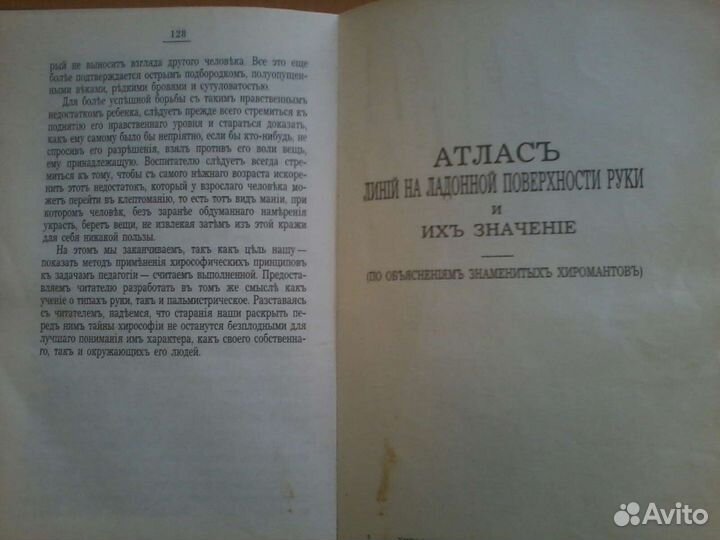 128
рый не выноситъ взгляда другого человѣка. Все это еще
болѣе подтверждается острымъ подбородкомъ, полуопущен-
ными вѣками, рѣдкими бровями и сутуловатостью.
Для болѣе успѣшной борьбы съ такимъ нравственнымъ
недостаткомъ ребенка, слѣдуетъ прежде всего стремиться къ
поднятію его нравственнаго уровня и стараться доказать,
какъ ему самому было бы непріятно, если бы кто-нибудь, не
спросивъ его разрѣшенія, взялъ противъ его воли вещь,
ему принадлежащую. Воспитателю слѣдуетъ всегда стре-
миться къ тому, чтобы съ самаго нѣжнаго возраста искоре-
нить этотъ недостатокъ, который у взрослаго человѣка
можетъ перейти въ клептоманію, то есть тотъ видъ маніи, при
которомъ человѣкъ, безъ заранѣе обдуманнаго намѣренія
украсть, беретъ вещи, не извлекая затѣмъ изъ этой кражи
для себя никакой пользы.
На этомъ мы заканчиваемъ, такъ какъ цѣль нашу—
показать методъ примѣненія хирософическихъ принциповъ
къ задачамъ педагогіи—считаемъ выполненной. Предоста-
вляемъ читателю разработать въ томъ же смыслѣ какъ
ученіе о типахъ руки, такъ и пальмистрическое. Разставаясь
съ читателемъ, надѣемся, что старанія наши раскрыть пе-
редъ нимъ тайны хирософіи не останутся безплодными для
лучшаго пониманія имъ характера, какъ своего собственна-
го, такъ и окружающихъ его людей.
АТЛАСЪ
ЛИНІЙ НА ЛАДОННОЙ ПОВЕРХНОСТИ РУКИ
И
ИХЪ ЗНАЧЕНІЕ
(ПО ОБЪЯСНЕНІЯМЪ ЗНАМЕНИТЫХЪ ХИРОМАНТОВЪ)
Avito